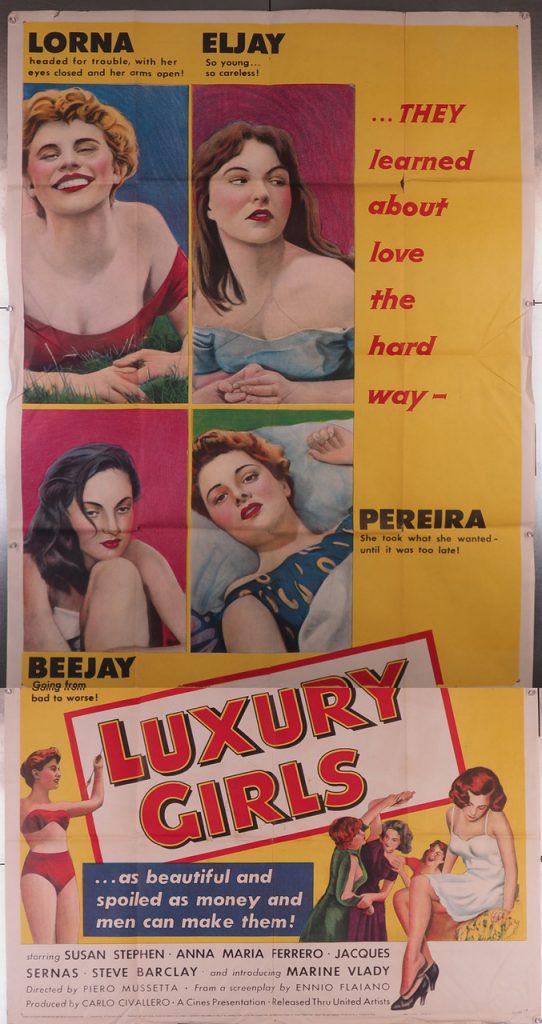 LORNA
headed for trouble, with her
eyes closed and her arms open!
ELJAY
So young...
so careless!
...THEY
learned
about
love
the
hard
way-
PEREIRA
She took what she wanted-
until it was too late!
BEEJAY
Going from
bad to worse!
LUXURY
GIRLS
...as beautiful and
spoiled as money and
men can make them!
starring SUSAN STEPHEN · ANNA MARIA FERRERO · JACQUES
SERNAS · STEVE BARCLAY · and introducing MARINE VLADY
Directed by PIERO MUSSETTA · From a screenplay by ENNIO FLAIANO
Produced by CARLO CIVALLERO · A Cines Presentation · Released Thru United Artists